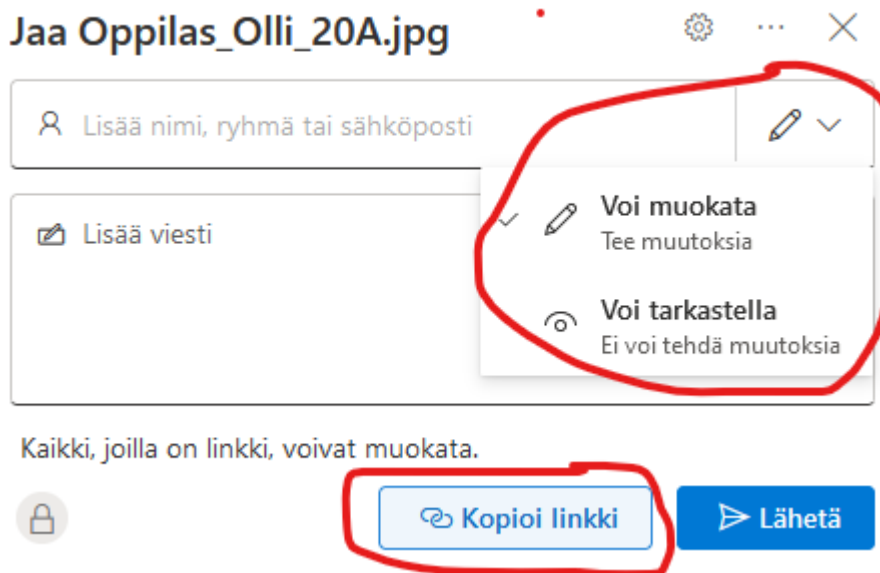 Jaa Oppilas_Olli_20A.jpg
Lisää nimi, ryhmä tai sähköposti
Lisää viesti
Voi muokata
Tee muutoksia
Voi tarkastella
Ei voi tehdä muutoksia
Kaikki, joilla on linkki, voivat muokata.
Kopioi linkki
Lähetä